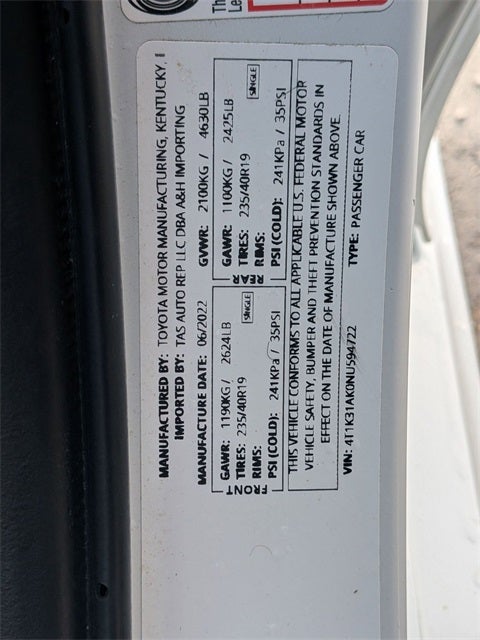 MANUFACTURED BY: TOYOTA MOTOR MANUFACTURING, KENTUCKY, I
IMPORTED BY: TAS AUTO REP LLC DBA A&H IMPORTING
MANUFACTURE DATE: 06/2022 GVWR: 2100KG / 4630LB
FRONT
GAWR: 1190KG / 2624LB
TIRES: 235/40R19
RIMS: SINGLE
PSI (COLD): 241KPa / 35PSI
REAR
GAWR: 1100KG / 2425LB
TIRES: 235/40R19
RIMS: SINGLE
PSI (COLD): 241KPa / 35PSI
THIS VEHICLE CONFORMS TO ALL APPLICABLE U.S. FEDERAL MOTOR
VEHICLE SAFETY, BUMPER AND THEFT PREVENTION STANDARDS IN
EFFECT ON THE DATE OF MANUFACTURE SHOWN ABOVE.
VIN: 4T1K31AK0NU594722 TYPE: PASSENGER CAR